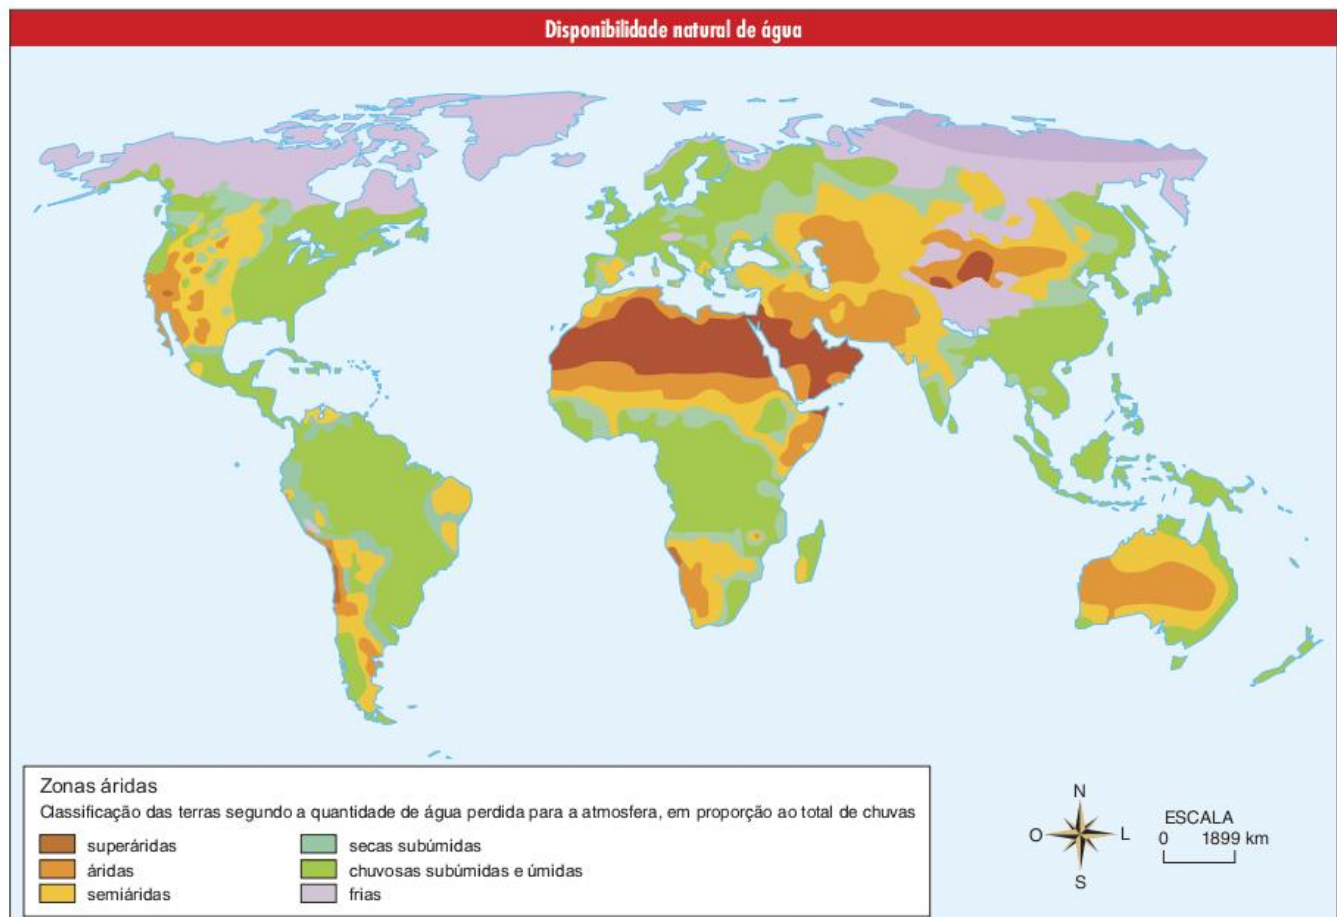 Disponibilidade natural de água
Zonas áridas
Classificação das terras segundo a quantidade de água perdida para a atmosfera, em proporção ao total de chuvas
superáridas
áridas
semiáridas
secas subúmidas
chuvosas subúmidas e úmidas
frias
N
O
L
S
ESCALA
0 1899 km